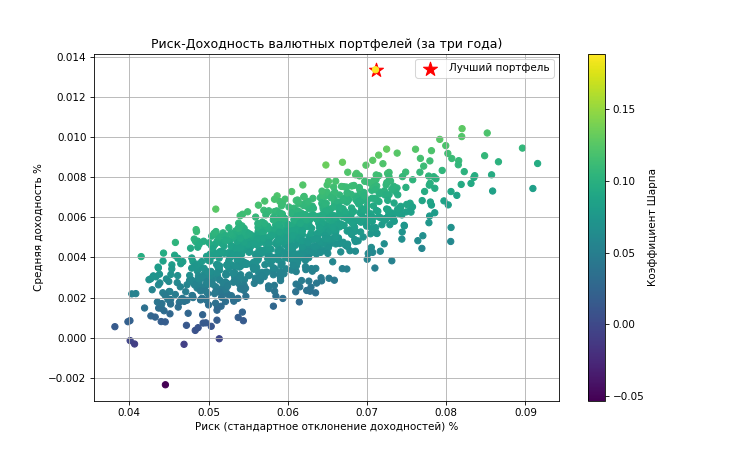 Риск-Доходность валютных портфелей (за три года)
Лучший портфель
Средняя доходность %
0.014
0.012
0.010
0.008
0.006
0.004
0.002
0.000
−0.002
0.04 0.05 0.06 0.07 0.08 0.09
Риск (стандартное отклонение доходностей) %
0.15
0.10
0.05
0.00
−0.05
Коэффициент Шарпа